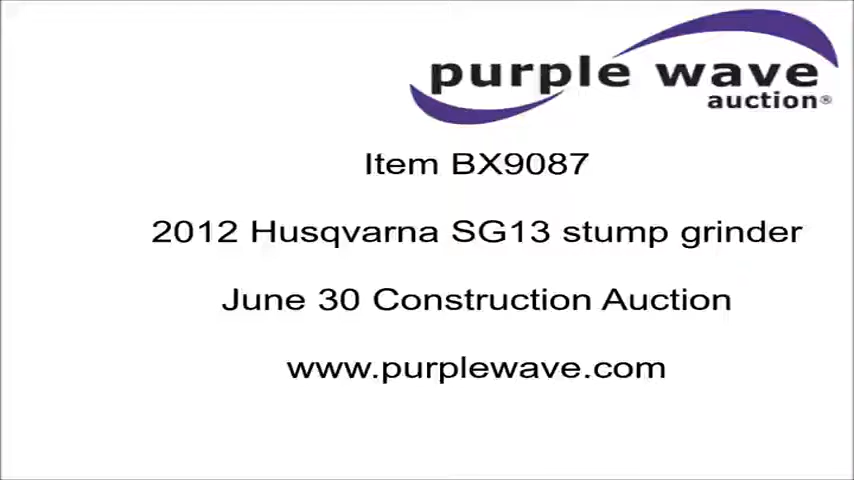 purple wave
auction®
Item BX9087
2012 Husqvarna SG13 stump grinder
June 30 Construction Auction
www.purplewave.com